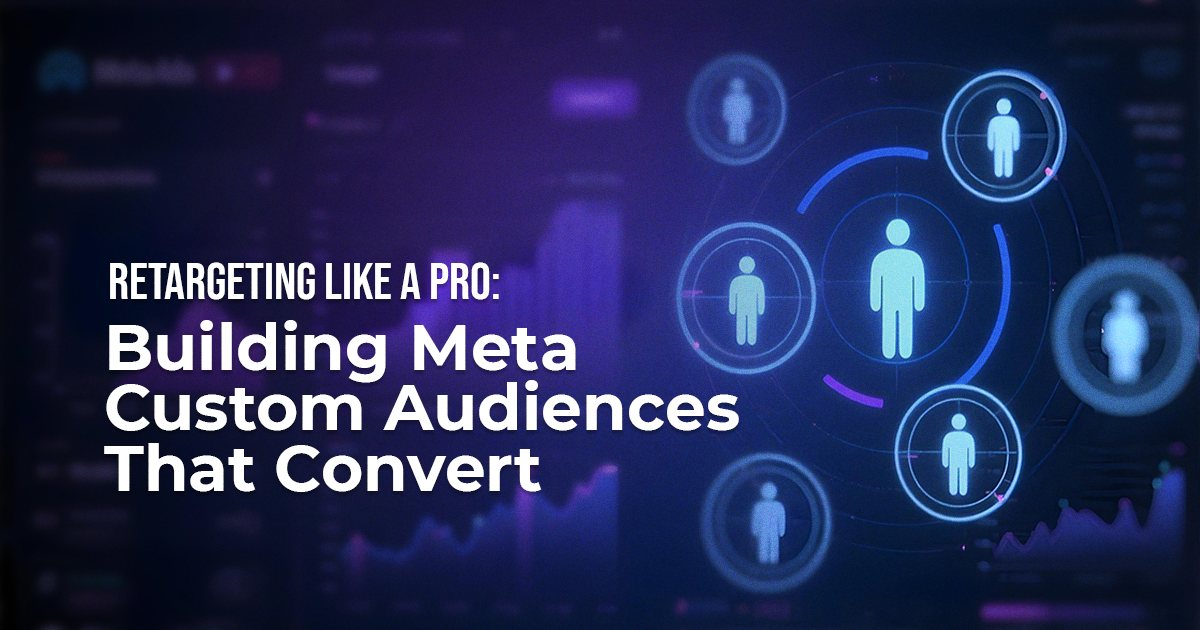 RETARGETING LIKE A PRO:
Building Meta
Custom Audiences
That Convert